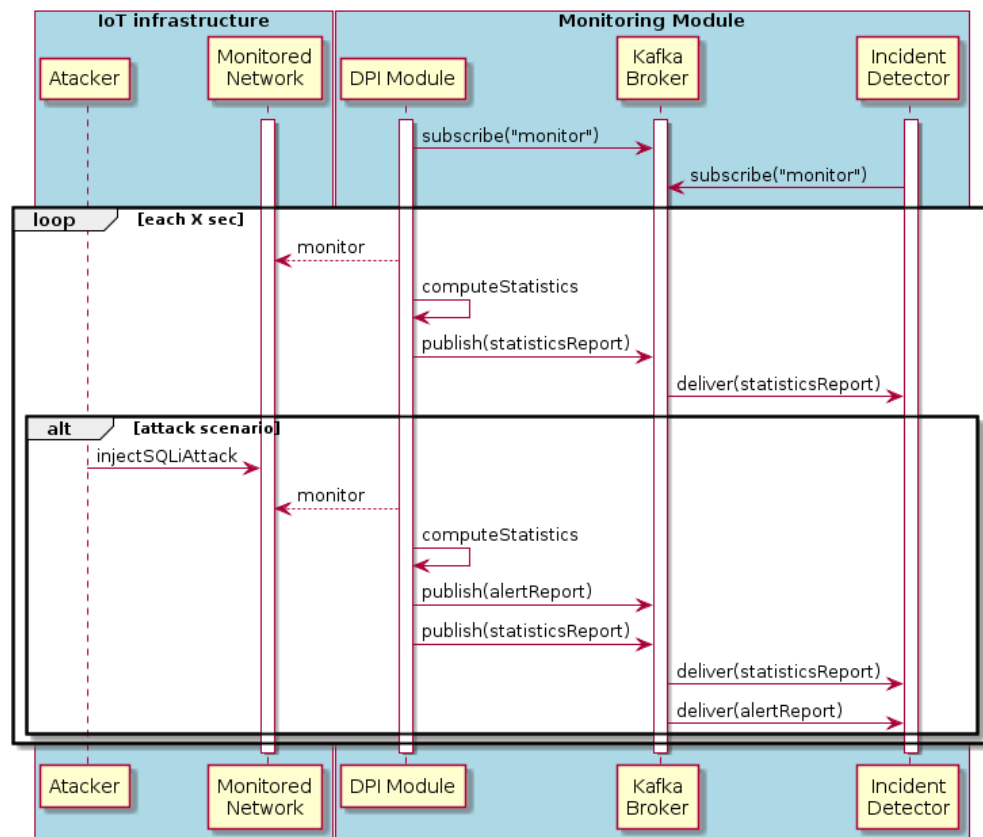 IoT infrastructure
Monitoring Module
Atacker
Monitored
Network
DPI Module
Kafka
Broker
Incident
Detector
subscribe("monitor")
subscribe("monitor")
loop
[each X sec]
monitor
computeStatistics
publish(statisticsReport)
deliver(statisticsReport)
alt
[attack scenario]
injectSQLiAttack
monitor
computeStatistics
publish(alertReport)
publish(statisticsReport)
deliver(statisticsReport)
deliver(alertReport)
Atacker
Monitored
Network
DPI Module
Kafka
Broker
Incident
Detector